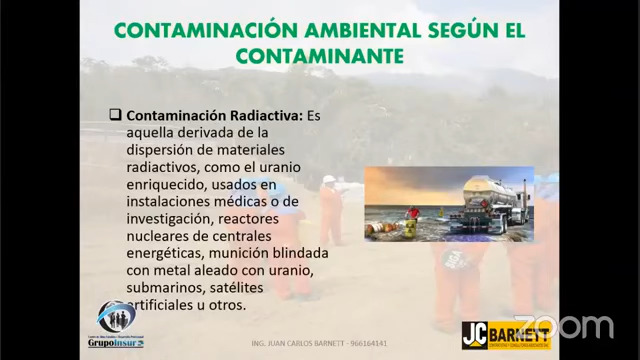 CONTAMINACIÓN AMBIENTAL SEGÚN EL
CONTAMINANTE
Contaminación Radiactiva: Es
aquella derivada de la
dispersión de materiales
radiactivos, como el uranio
enriquecido, usados en
instalaciones médicas o de
investigación, reactores
nucleares de centrales
energéticas, munición blindada
con metal aleado con uranio,
submarinos, satélites
artificiales u otros.
GrupoInsur
ING. JUAN CARLOS BARNETT - 966164141
JC BARNETT
zoom